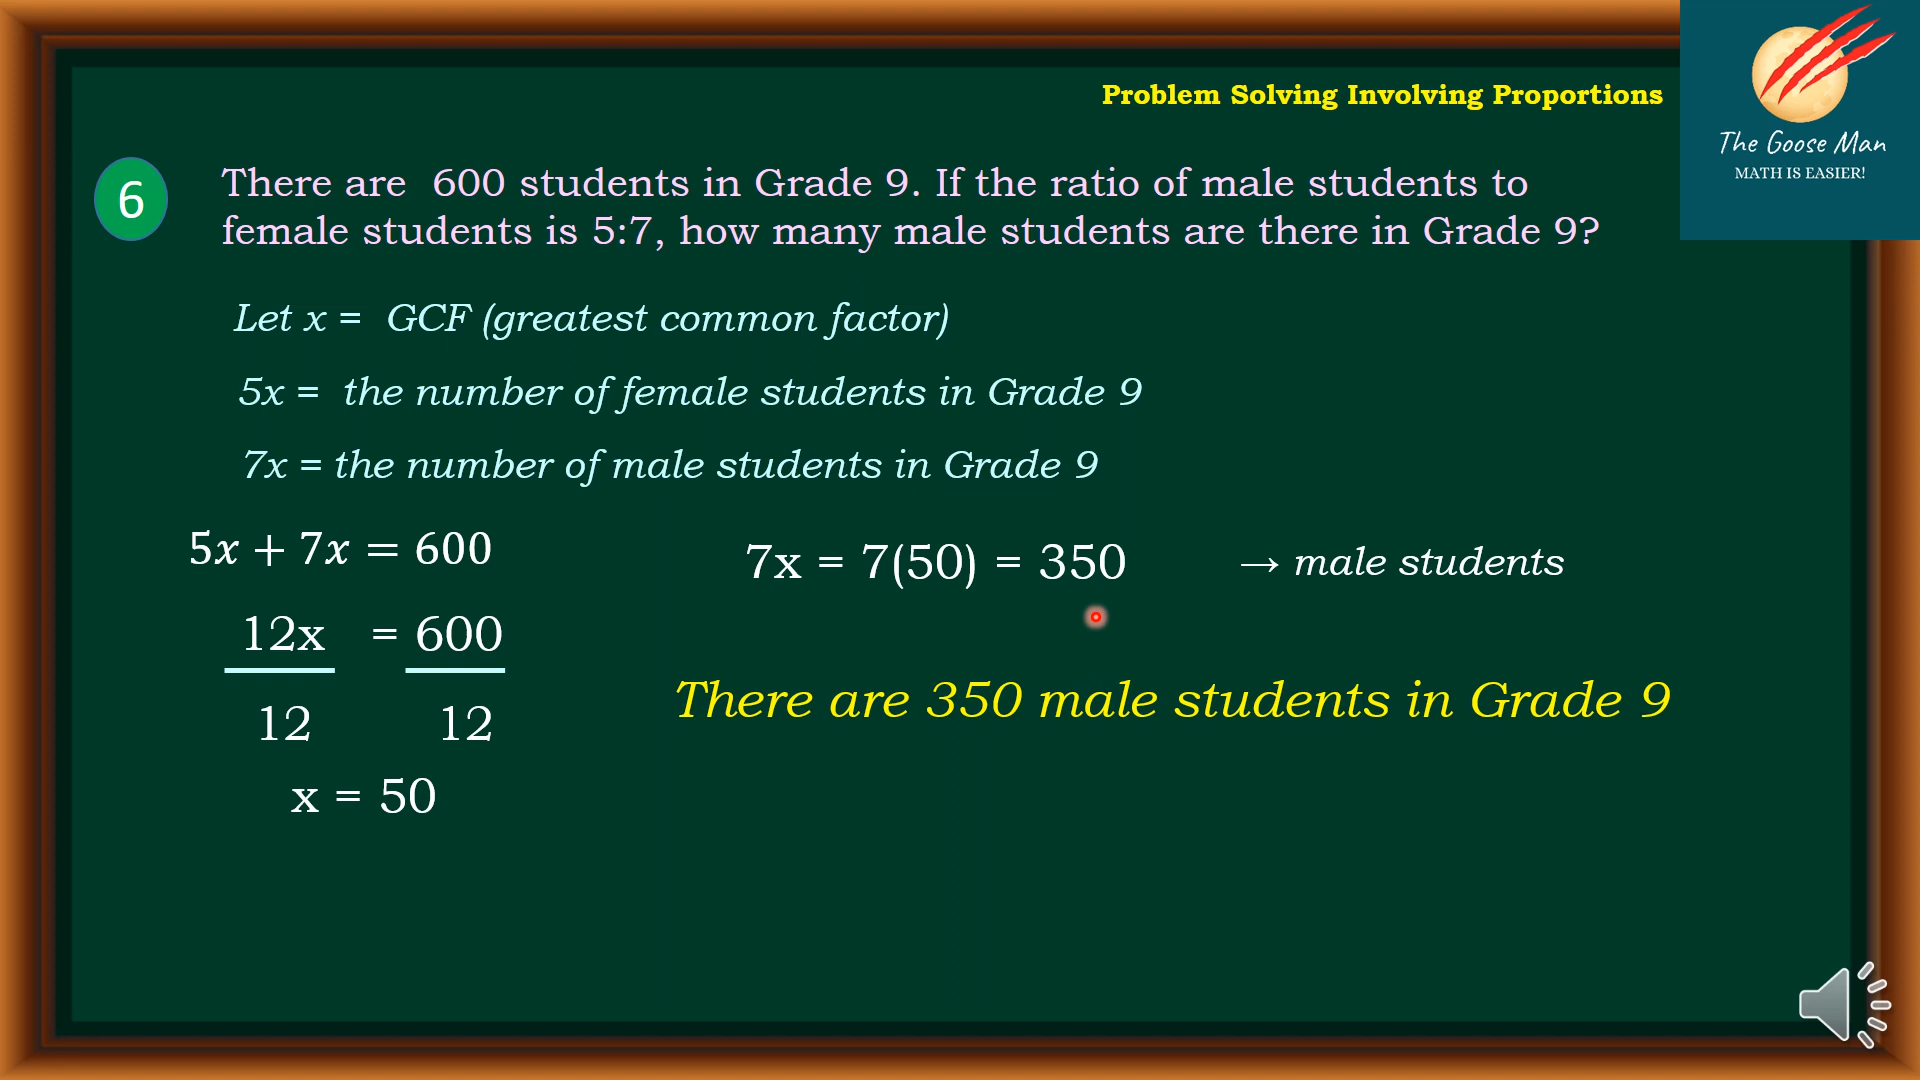 Problem Solving Involving Proportions
The Goose Man
MATH IS EASIER!
6
There are 600 students in Grade 9. If the ratio of male students to
female students is 5:7, how many male students are there in Grade 9?
Let x = GCF (greatest common factor)
5x = the number of female students in Grade 9
7x = the number of male students in Grade 9
5x + 7x = 600
12x = 600
12 12
x = 50
7x = 7(50) = 350 → male students
There are 350 male students in Grade 9